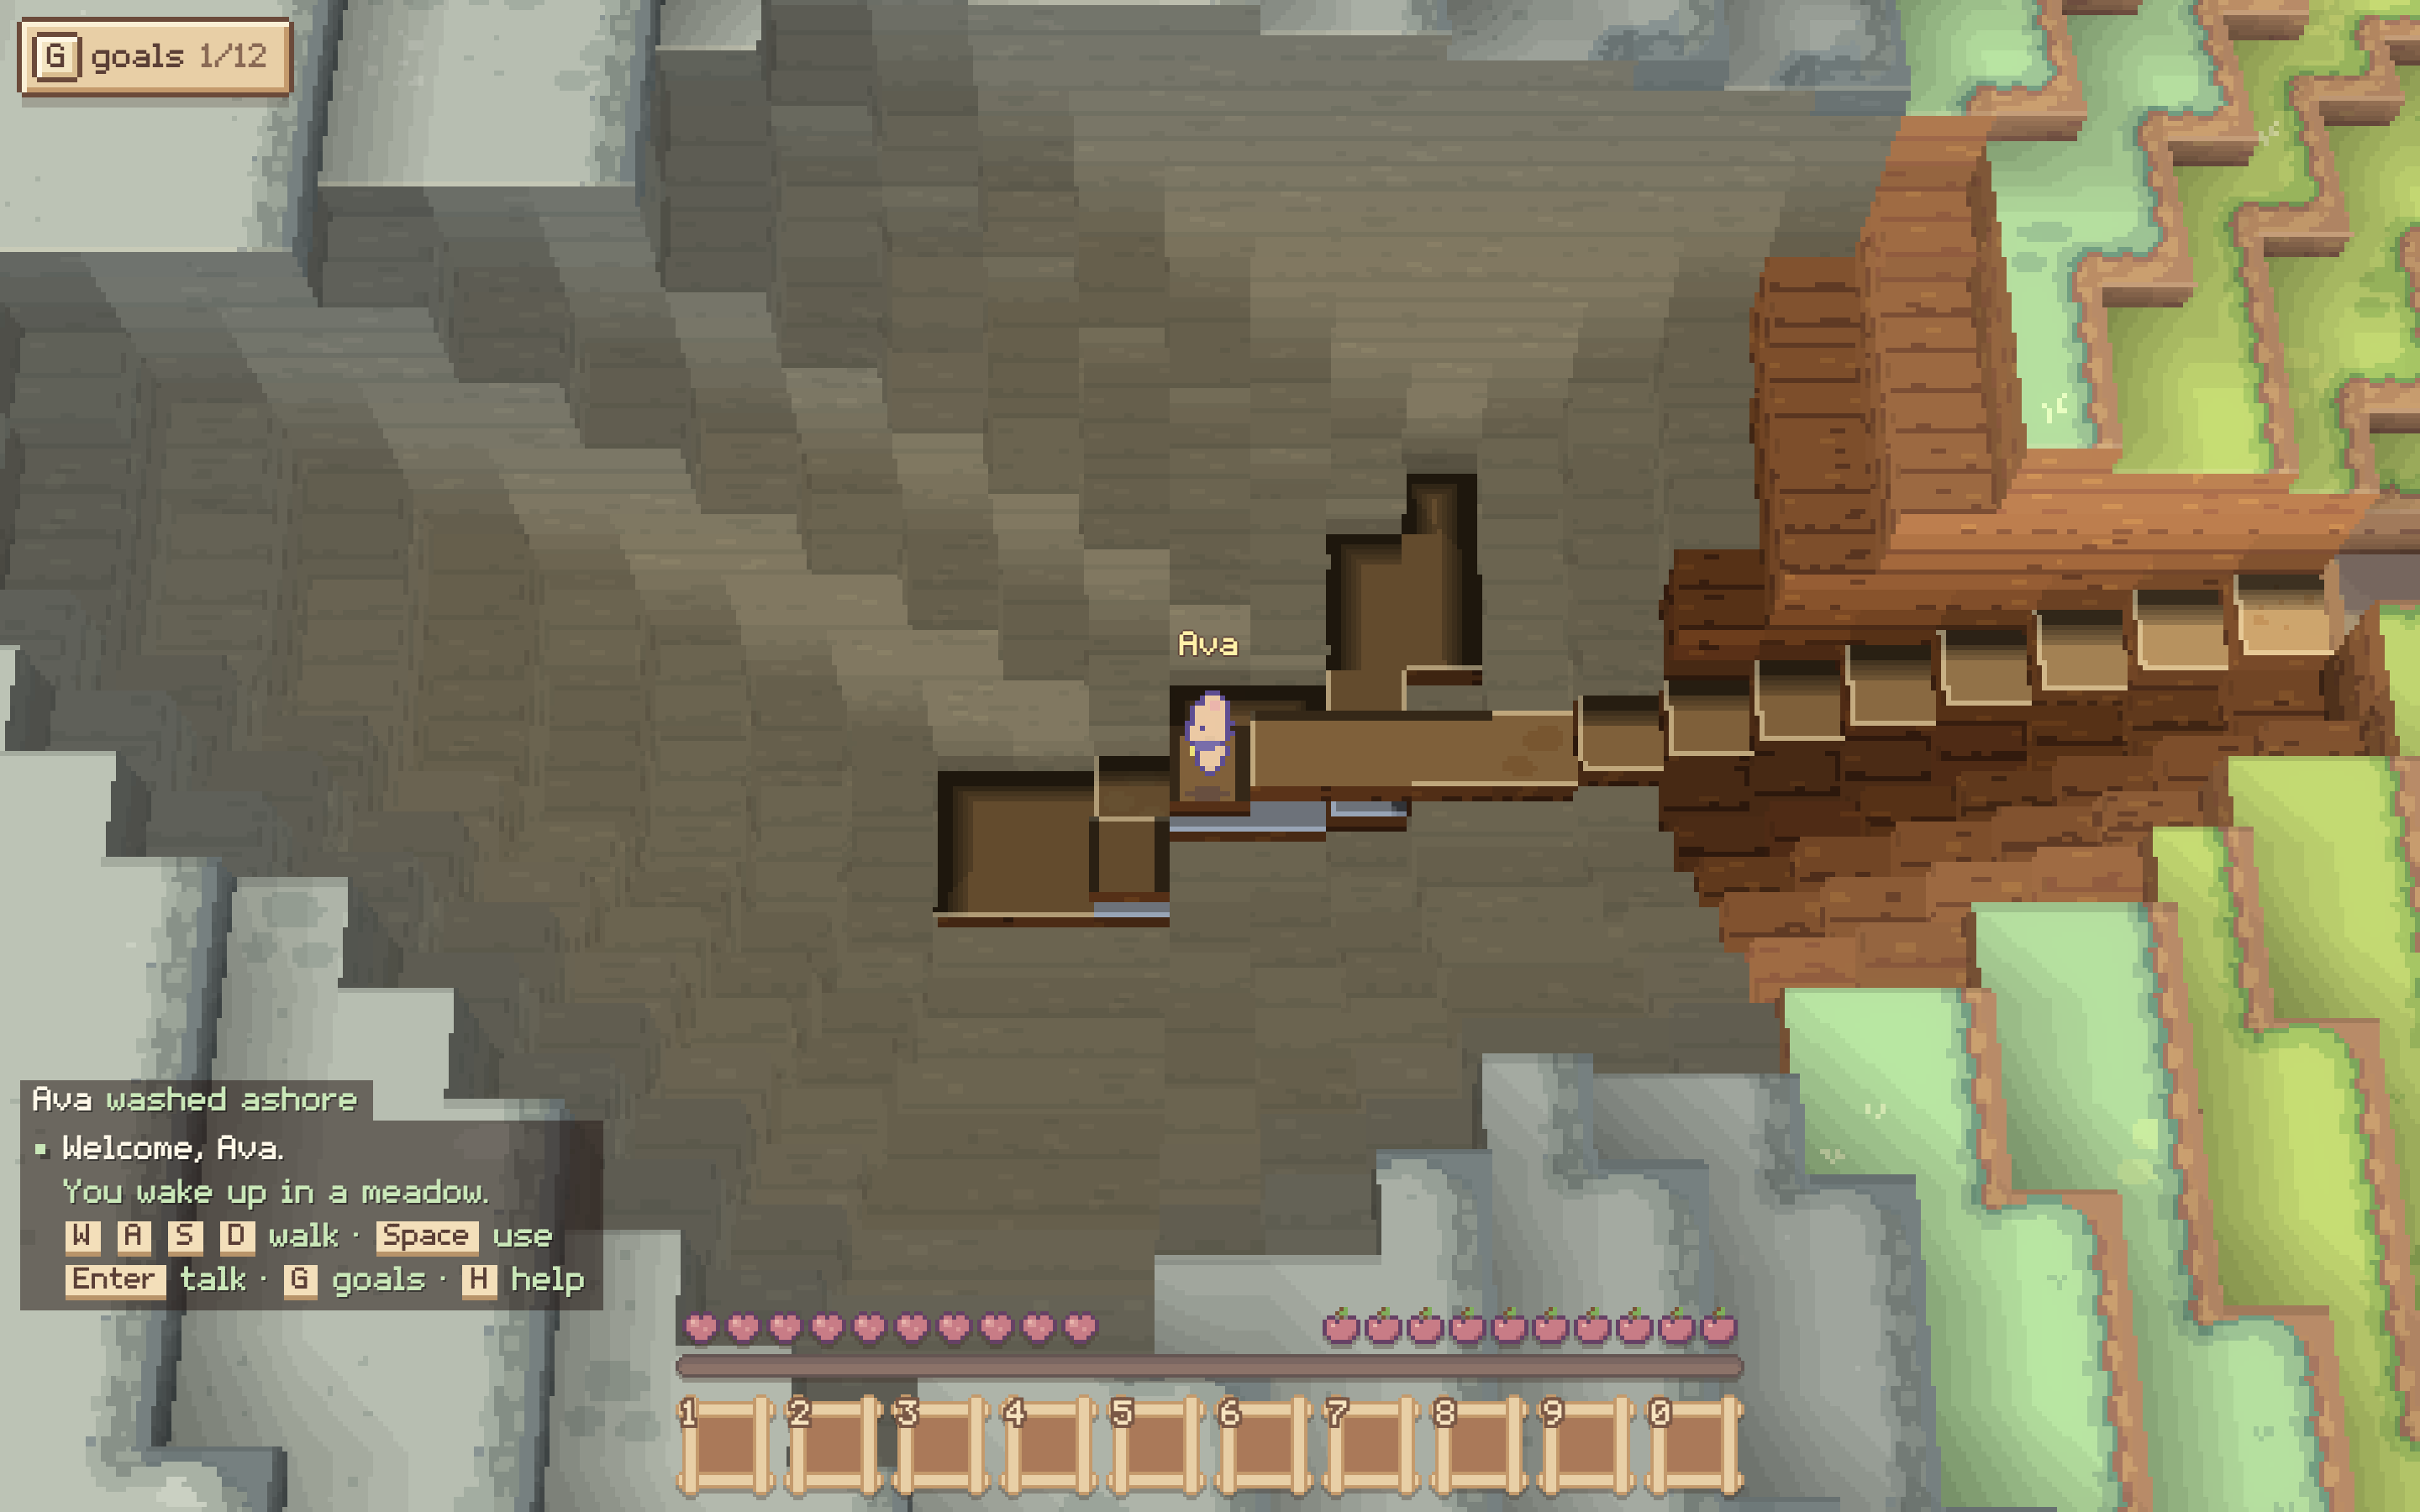 G goals 1/12
Ava
Ava washed ashore
Welcome, Ava.
You wake up in a meadow.
W A S D walk · Space use
Enter talk · G goals · H help
1 2 3 4 5 6 7 8 9 0